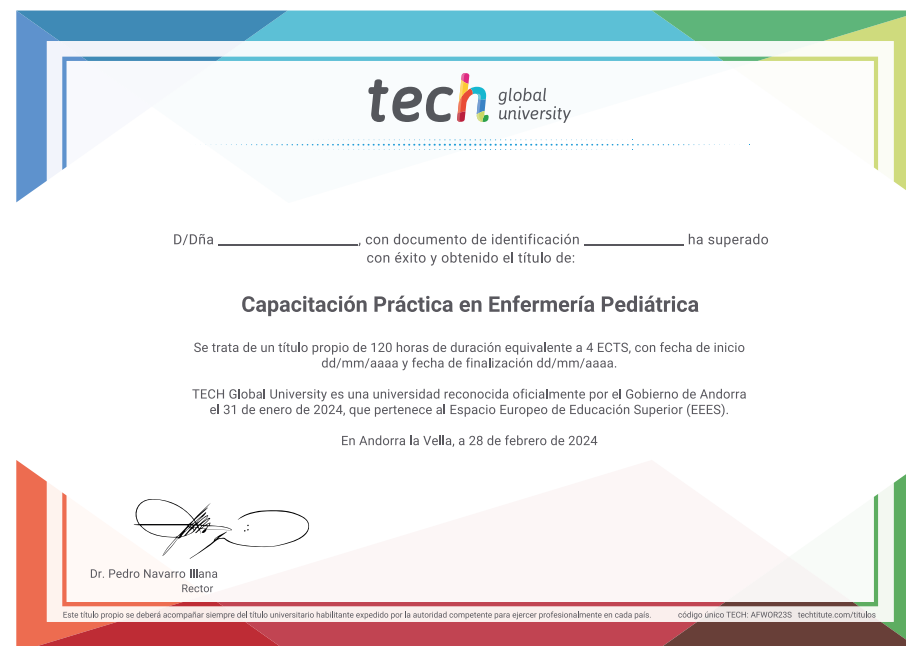 tech global university
D/Dña ____________________, con documento de identificación ______________ ha superado
con éxito y obtenido el título de:
Capacitación Práctica en Enfermería Pediátrica
Se trata de un título propio de 120 horas de duración equivalente a 4 ECTS, con fecha de inicio
dd/mm/aaaa y fecha de finalización dd/mm/aaaa.
TECH Global University es una universidad reconocida oficialmente por el Gobierno de Andorra
el 31 de enero de 2024, que pertenece al Espacio Europeo de Educación Superior (EEES).
En Andorra la Vella, a 28 de febrero de 2024
Dr. Pedro Navarro Illana
Rector
Este título propio se deberá acompañar siempre del título universitario habilitante expedido por la autoridad competente para ejercer profesionalmente en cada país. código único TECH: AFWOR23S techtitute.com/titulos